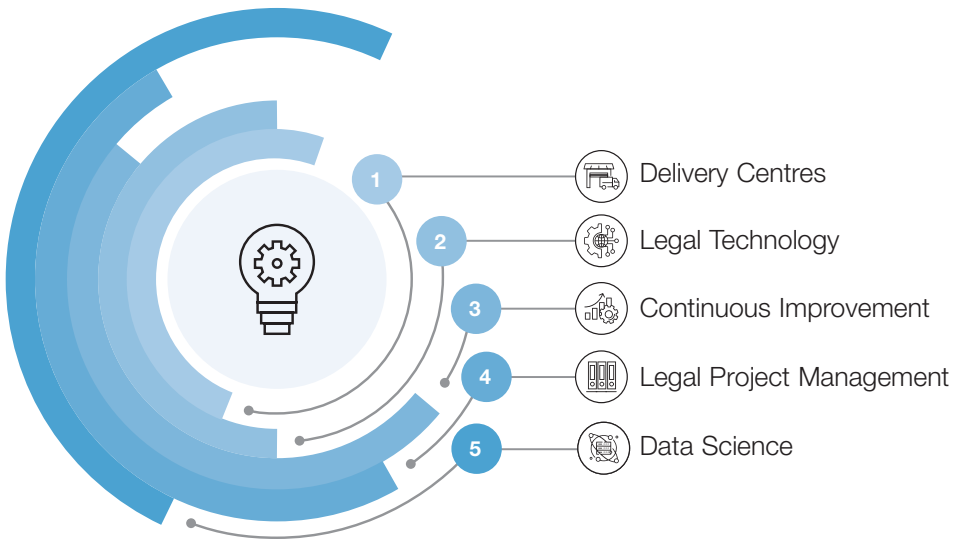 1 Delivery Centres
2 Legal Technology
3 Continuous Improvement
4 Legal Project Management
5 Data Science